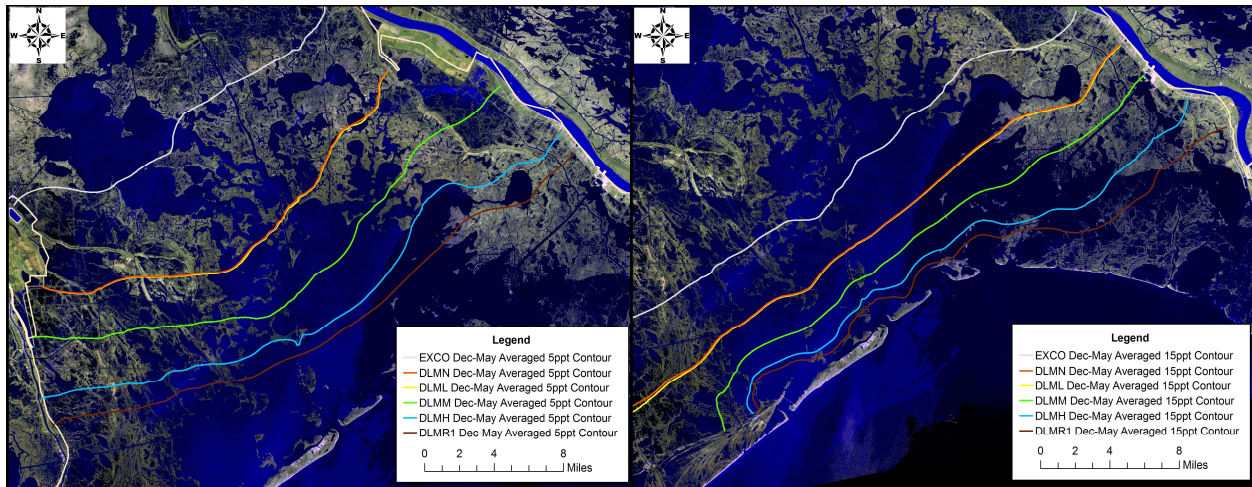 N
W E
S
Legend
EXCO Dec-May Averaged 5ppt Contour
DLMN Dec-May Averaged 5ppt Contour
DLML Dec-May Averaged 5ppt Contour
DLMM Dec-May Averaged 5ppt Contour
DLMH Dec-May Averaged 5ppt Contour
DLMR1 Dec-May Averaged 5ppt Contour
0 4 8
Miles
N
W E
S
Legend
EXCO Dec-May Averaged 15ppt Contour
DLMN Dec-May Averaged 15ppt Contour
DLML Dec-May Averaged 15ppt Contour
DLMM Dec-May Averaged 15ppt Contour
DLMH Dec-May Averaged 15ppt Contour
DLMR1 Dec-May Averaged 15ppt Contour
0 4 8
Miles